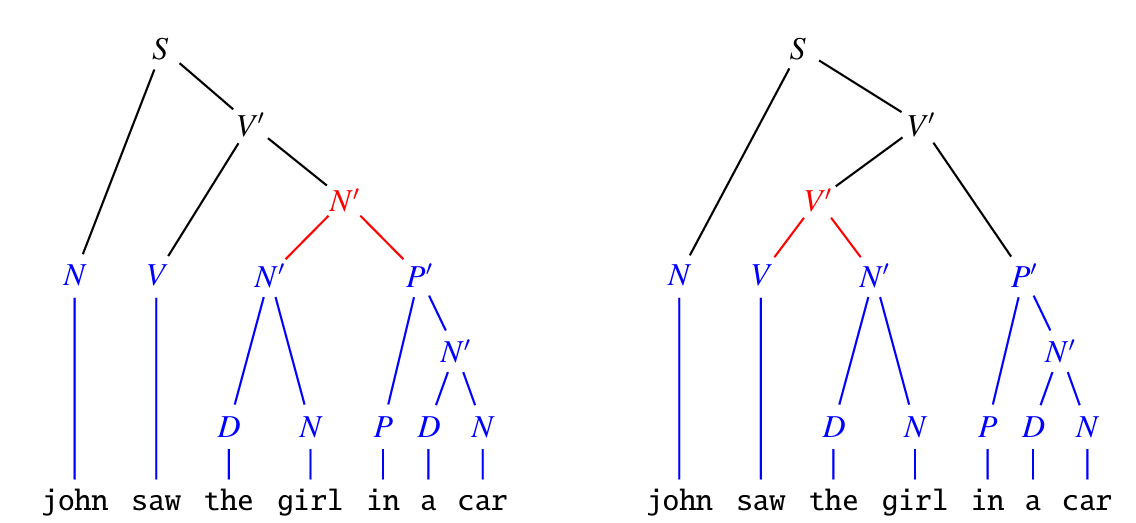 S S
V′ V′
N′ V′
N V N′ P′ N V N′ P′
N′ N′
D N P D N D N P D N
john saw the girl in a car john saw the girl in a car